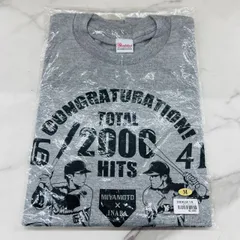 CONGRATURATION!
TOTAL
/2000
HITS
6
41
MIYAMOTO
×
INABA
M